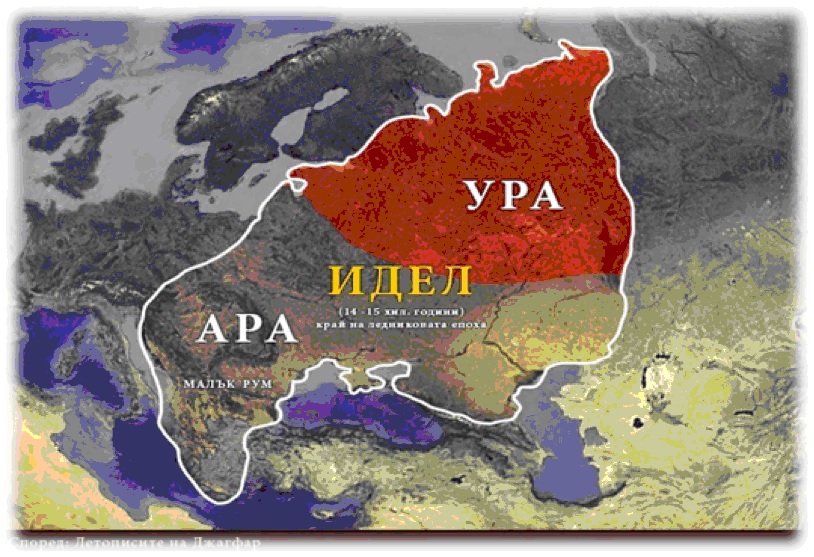 УРА
ИДЕЛ
(14 -15 хил. години)
край на ледниковата епоха
АРА
МАЛЪК РУМ
Според: Летописите на Джагфар